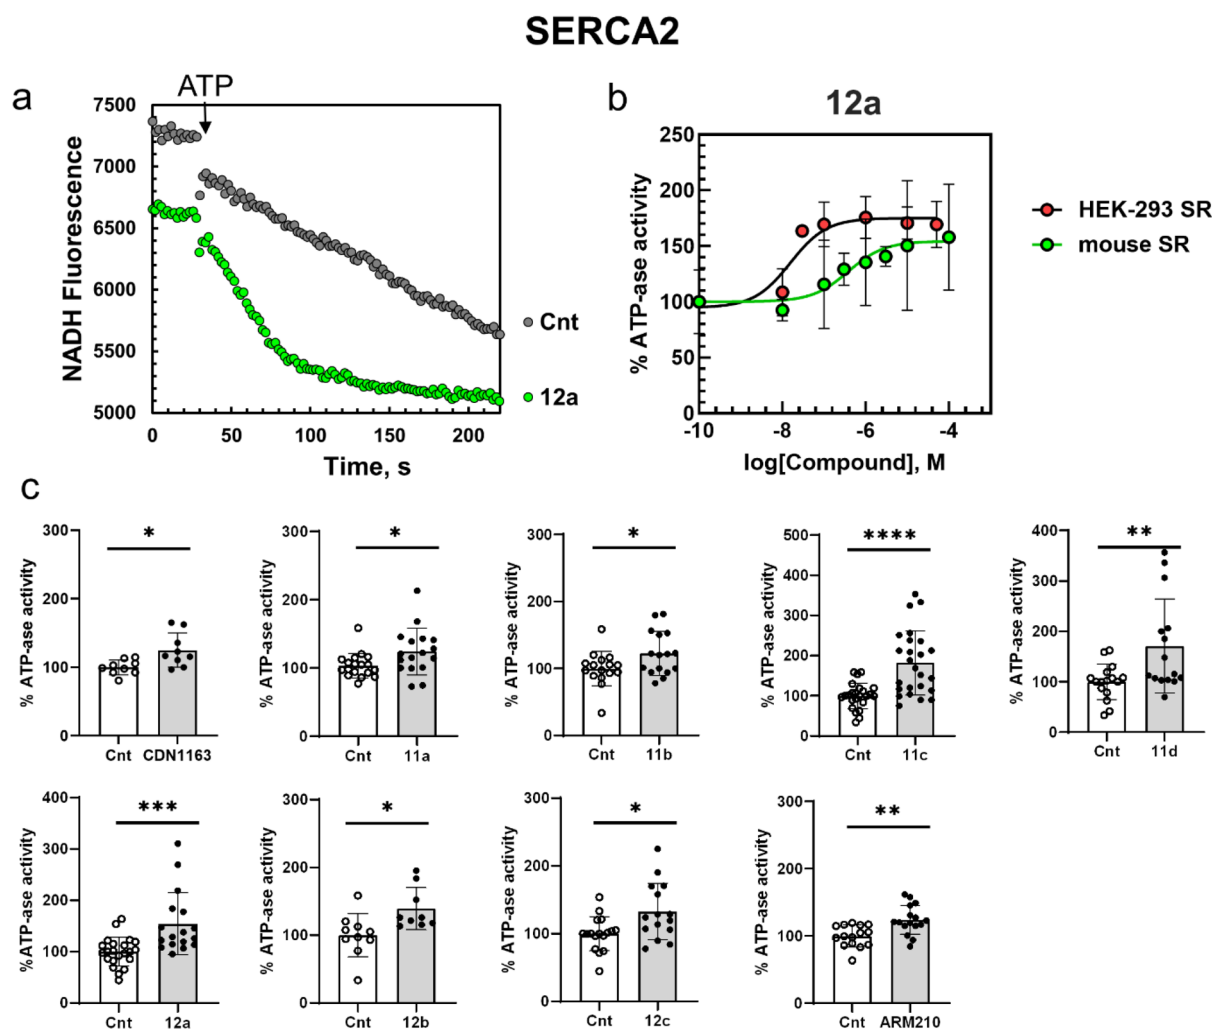 SERCA2
a
ATP
7500
7000
6500
6000
5500
5000
NADH Fluorescence
0
50
100
150
200
Time, s
Cnt
12a
b
12a
250
200
150
100
50
0
% ATP-ase activity
-10
-8
-6
-4
log[Compound], M
HEK-293 SR
mouse SR
c
300
200
100
0
% ATP-ase activity
*
Cnt CDN1163
300
200
100
0
% ATP-ase activity
*
Cnt 11a
300
200
100
0
% ATP-ase activity
*
Cnt 11b
500
400
300
200
100
0
% ATP-ase activity
****
Cnt 11c
400
300
200
100
0
% ATP-ase activity
**
Cnt 11d
400
300
200
100
0
% ATP-ase activity
***
Cnt 12a
300
200
100
0
% ATP-ase activity
*
Cnt 12b
300
200
100
0
% ATP-ase activity
*
Cnt 12c
300
200
100
0
% ATP-ase activity
**
Cnt ARM210